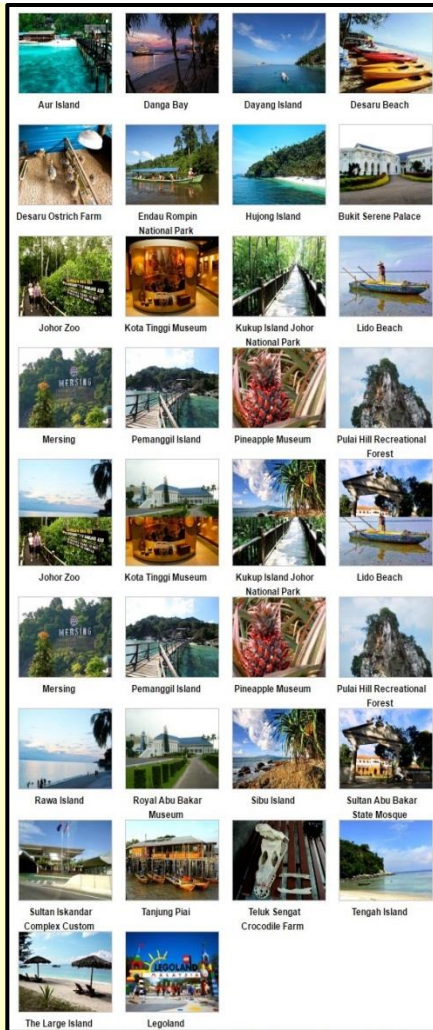 Aur Island
Danga Bay
Dayang Island
Desaru Beach
Desaru Ostrich Farm
Endau Rompin
National Park
Hujong Island
Bukit Serene Palace
Johor Zoo
Kota Tinggi Museum
Kukup Island Johor
National Park
Lido Beach
MERSING
Mersing
Pemanggil Island
Pineapple Museum
Pulai Hill Recreational
Forest
Johor Zoo
Kota Tinggi Museum
Kukup Island Johor
National Park
Lido Beach
MERSING
Mersing
Pemanggil Island
Pineapple Museum
Pulai Hill Recreational
Forest
Rawa Island
Royal Abu Bakar
Museum
Sibu Island
Sultan Abu Bakar
State Mosque
Sultan Iskandar
Complex Custom
Tanjung Piai
Teluk Sengat
Crocodile Farm
Tengah Island
The Large Island
LEGOLAND
MALAYSIA
Legoland